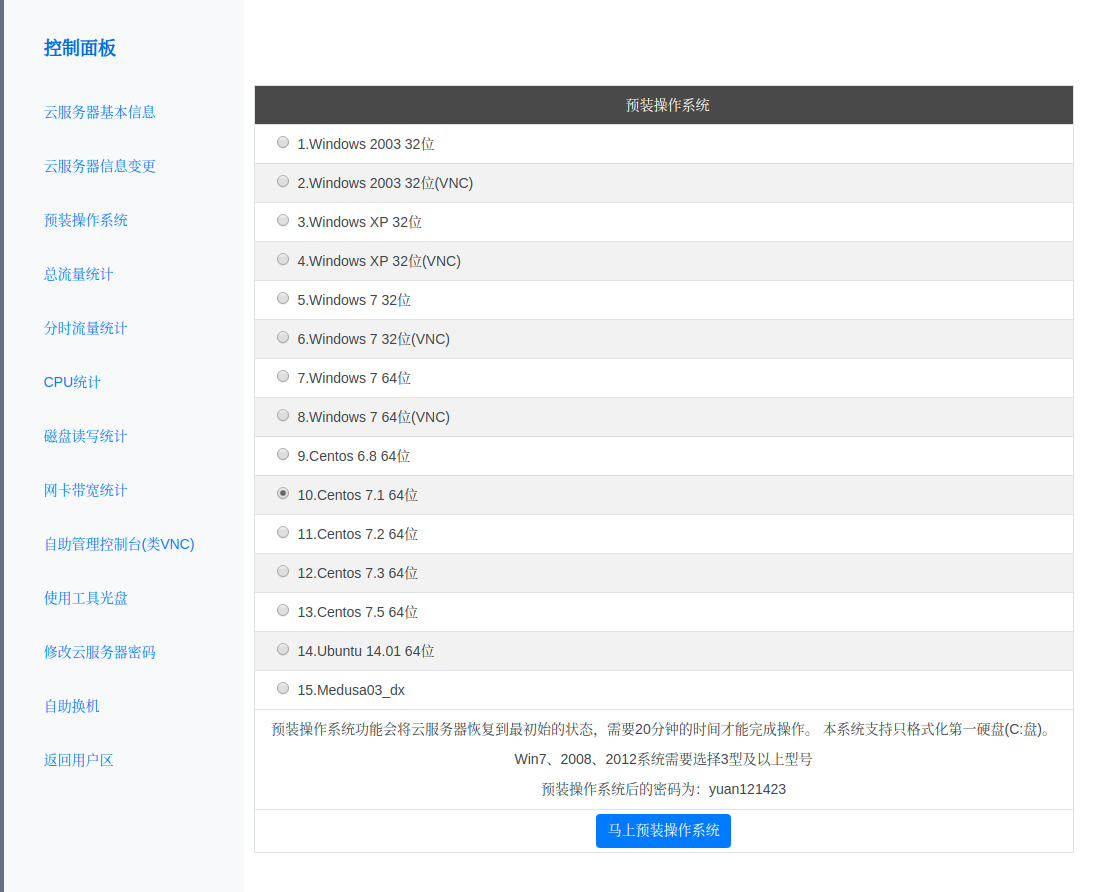 控制面板
云服务器基本信息
云服务器信息变更
预装操作系统
总流量统计
分时流量统计
CPU统计
磁盘读写统计
网卡带宽统计
自助管理控制台(类VNC)
使用工具光盘
修改云服务器密码
自助换机
返回用户区
预装操作系统
1.Windows 2003 32位
2.Windows 2003 32位(VNC)
3.Windows XP 32位
4.Windows XP 32位(VNC)
5.Windows 7 32位
6.Windows 7 32位(VNC)
7.Windows 7 64位
8.Windows 7 64位(VNC)
9.Centos 6.8 64位
10.Centos 7.1 64位
11.Centos 7.2 64位
12.Centos 7.3 64位
13.Centos 7.5 64位
14.Ubuntu 14.01 64位
15.Medusa03_dx
预装操作系统功能会将云服务器恢复到最初始的状态，需要20分钟的时间才能完成操作。 本系统支持只格式化第一硬盘(C:盘)。
Win7、2008、2012系统需要选择3型及以上型号
预装操作系统后的密码为：yuan121423
马上预装操作系统